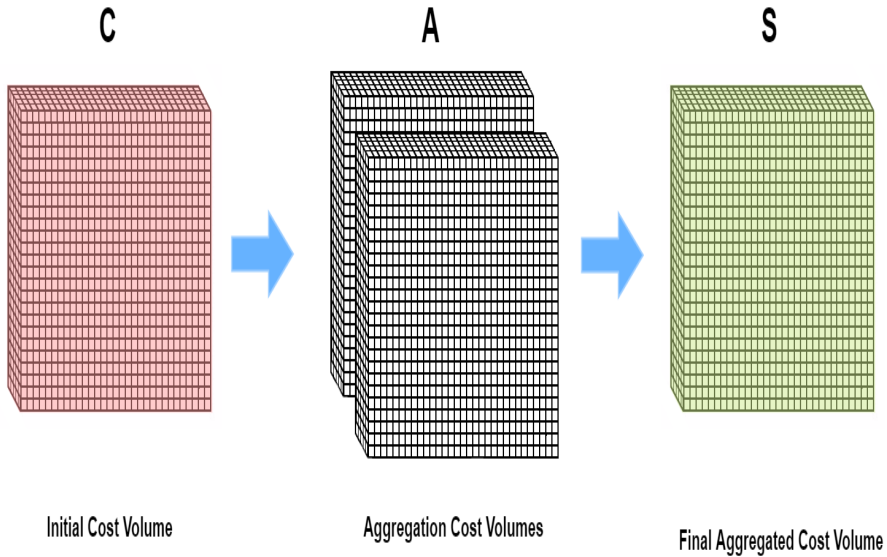 C
A
S
Initial Cost Volume
Aggregation Cost Volumes
Final Aggregated Cost Volume